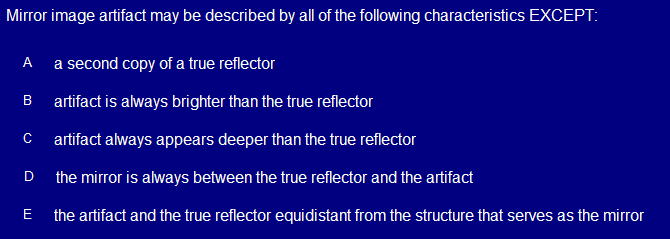 Mirror image artifact may be described by all of the following characteristics EXCEPT:
A a second copy of a true reflector
B artifact is always brighter than the true reflector
C artifact always appears deeper than the true reflector
D the mirror is always between the true reflector and the artifact
E the artifact and the true reflector equidistant from the structure that serves as the mirror